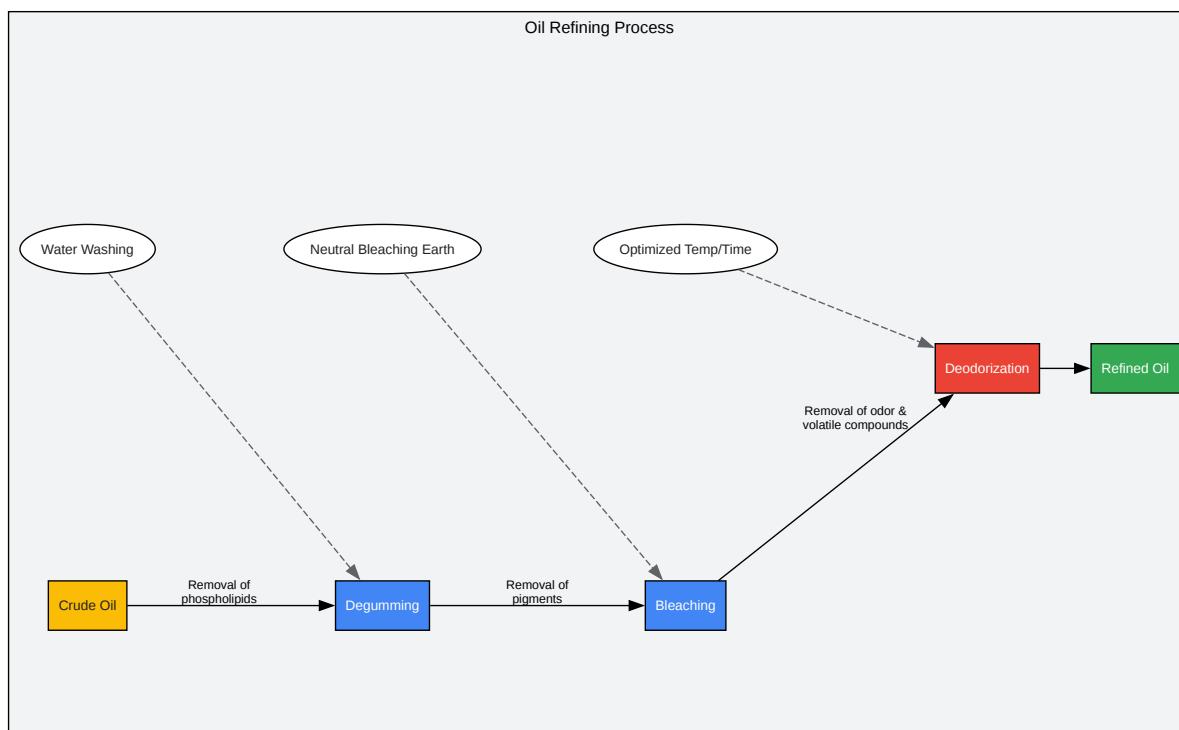 Oil Refining Process
Water Washing
Neutral Bleaching Earth
Optimized Temp/Time
Deodorization
Refined Oil
Removal of odor &
volatile compounds
Crude Oil
Removal of
phospholipids
Degumming
Removal of
pigments
Bleaching